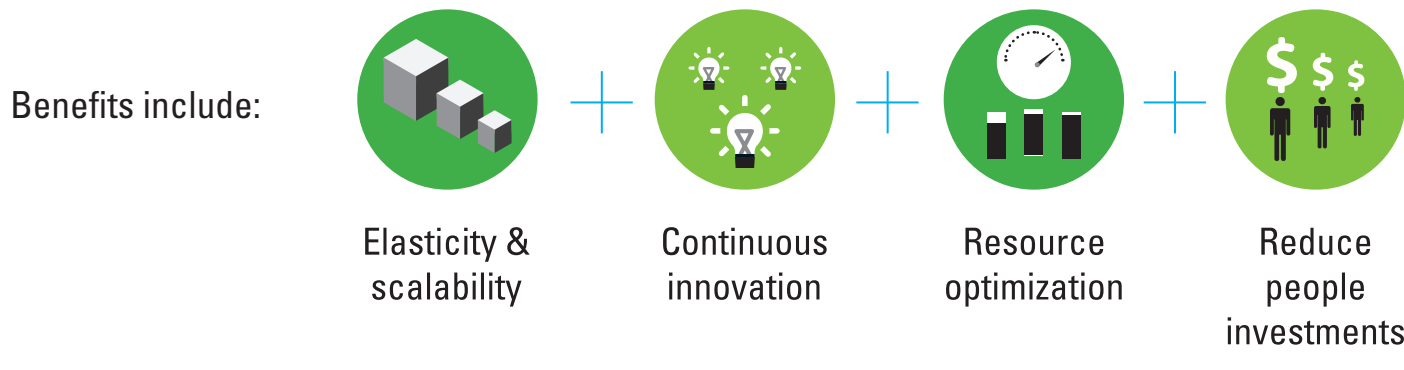 Benefits include:
Elasticity &
scalability
Continuous
innovation
Resource
optimization
$ $ $
Reduce
people
investments